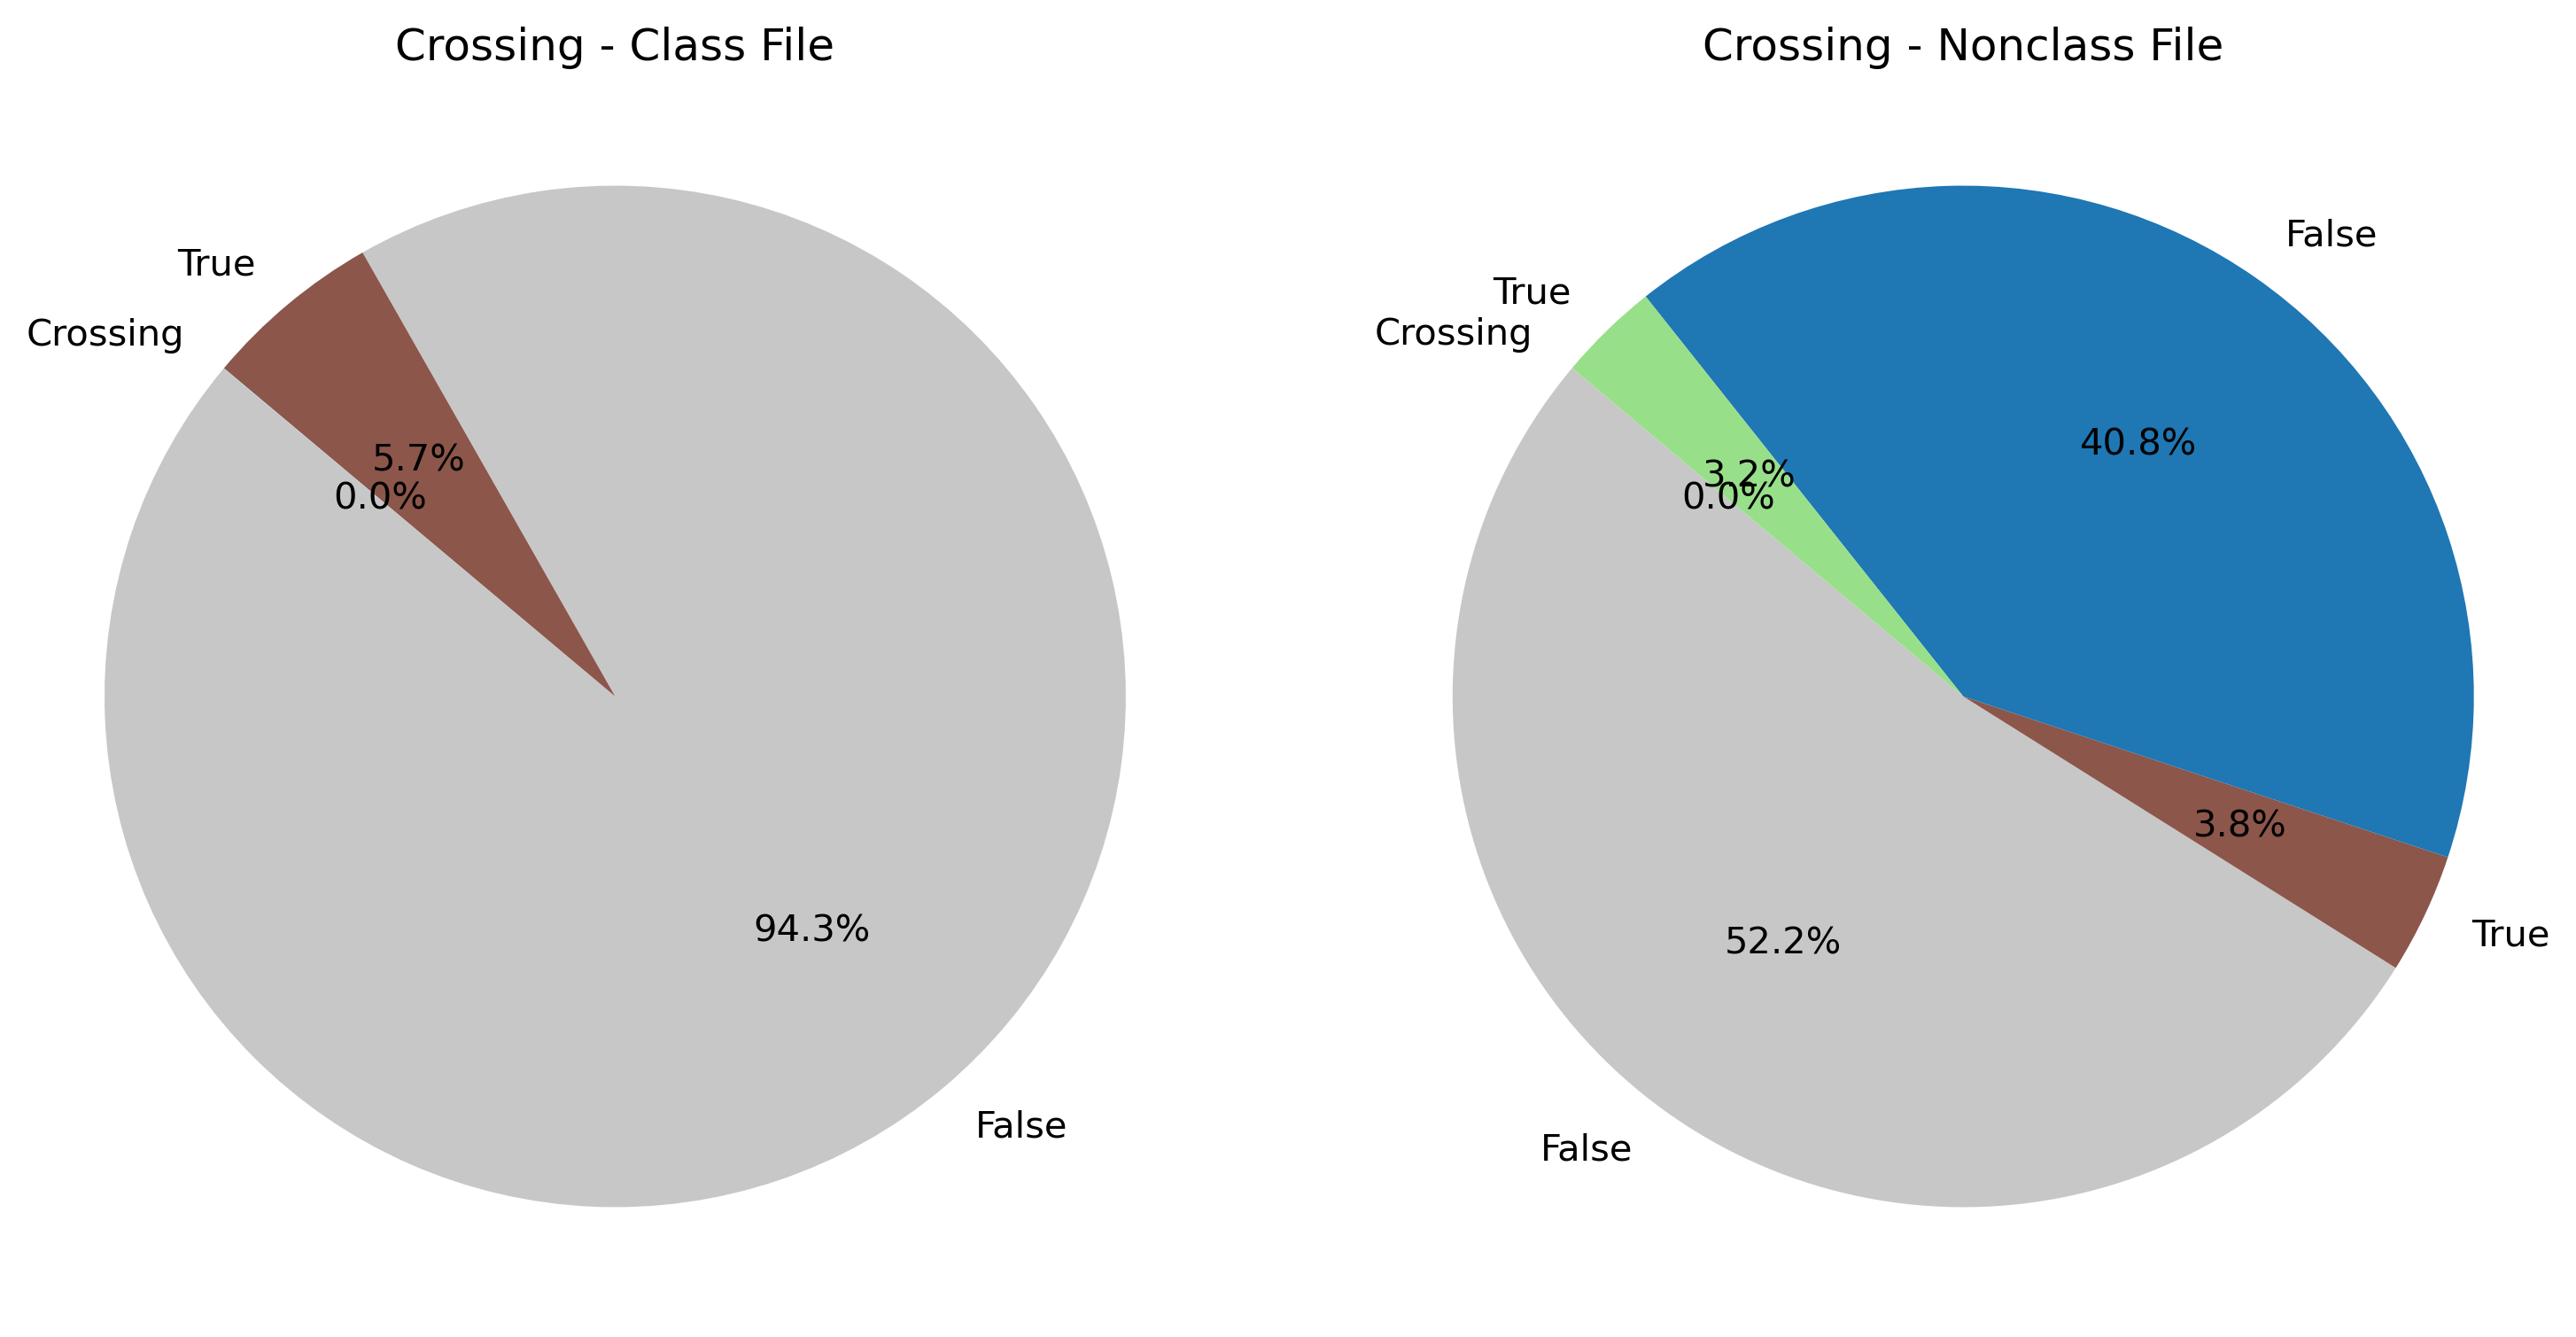 Crossing - Class File
True
Crossing
5.7%
0.0%
94.3%
False
Crossing - Nonclass File
False
True
Crossing
40.8%
3.2%
0.0%
3.8%
True
52.2%
False